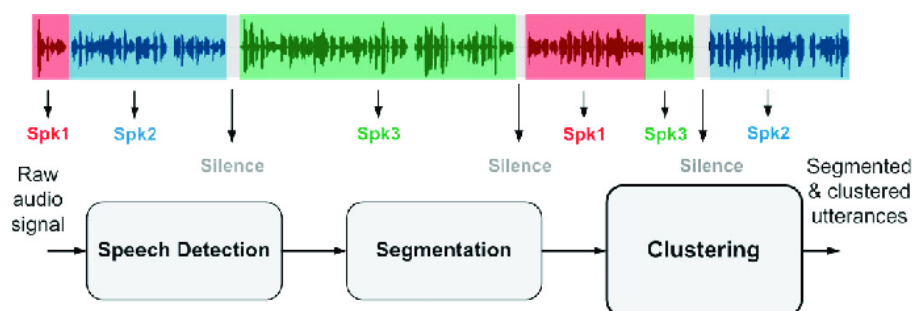 Spk1
Spk2
Spk3
Spk1
Spk3
Spk2
Silence
Silence
Silence
Raw
audio
signal
Speech Detection
Segmentation
Clustering
Segmented
& clustered
utterances